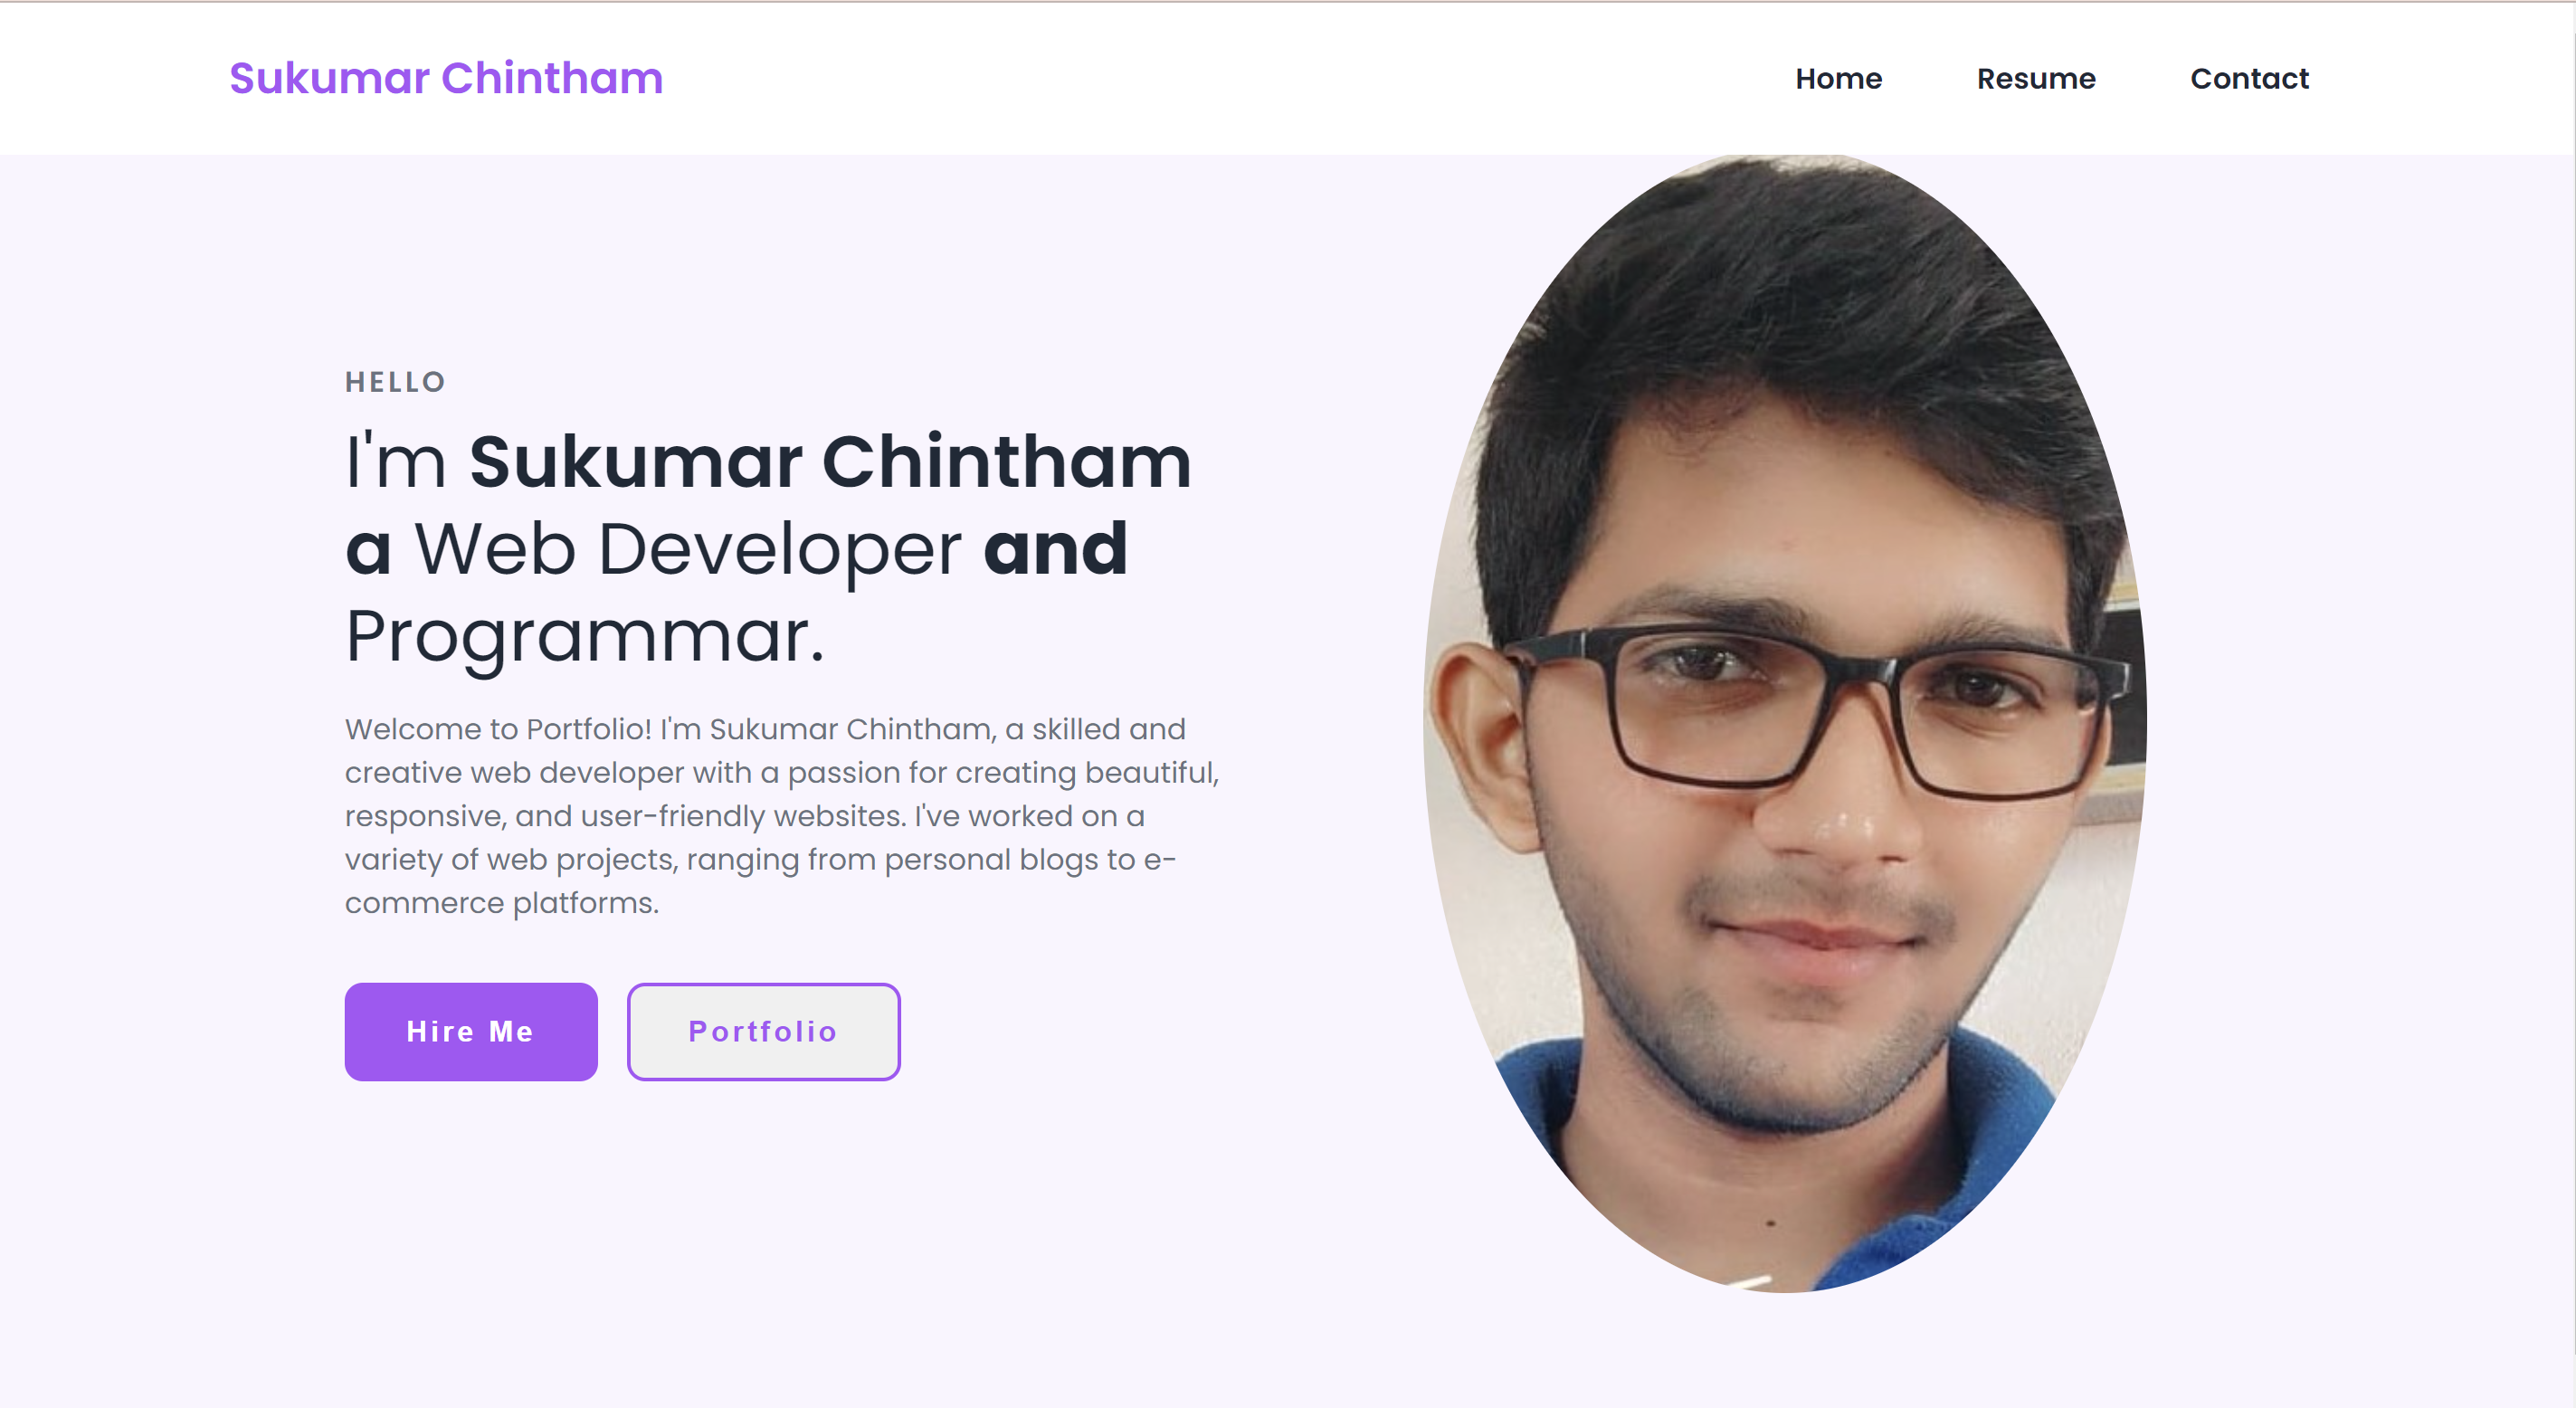 Sukumar Chintham
Home Resume Contact
HELLO
I'm Sukumar Chintham
a Web Developer and
Programmar.
Welcome to Portfolio! I'm Sukumar Chintham, a skilled and
creative web developer with a passion for creating beautiful,
responsive, and user-friendly websites. I've worked on a
variety of web projects, ranging from personal blogs to e-
commerce platforms.
Hire Me Portfolio